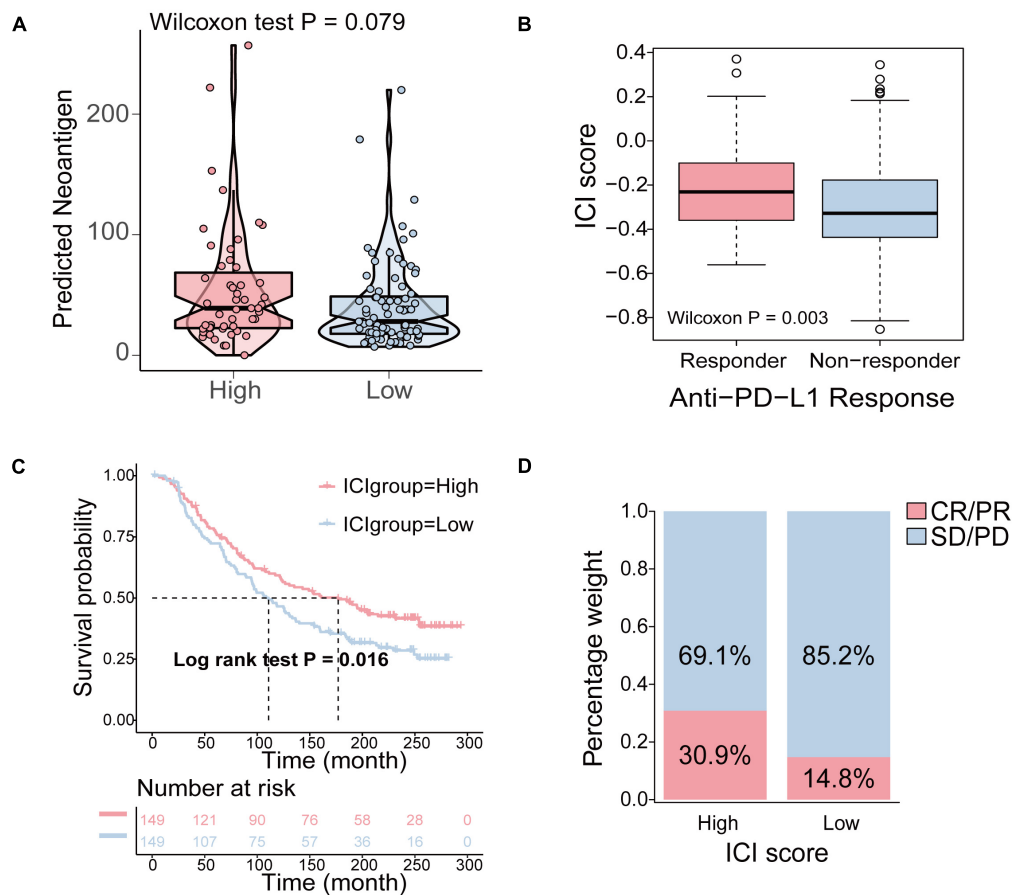 A
Wilcoxon test P = 0.079
Predicted Neoantigen
200
100
0
High
Low
B
ICI score
0.4
0.2
0.0
−0.2
−0.4
−0.6
−0.8
Wilcoxon P = 0.003
Responder
Non−responder
Anti−PD−L1 Response
C
Survival probability
1.00
0.75
0.50
0.25
0.00
ICIgroup=High
ICIgroup=Low
Log rank test P = 0.016
0 50 100 150 200 250 300
Time (month)
Number at risk
149 121 90 76 58 28 0
149 107 75 57 36 16 0
0 50 100 150 200 250 300
Time (month)
D
Percentage weight
1.0
0.8
0.6
0.4
0.2
0.0
CR/PR
SD/PD
69.1%
85.2%
30.9%
14.8%
High
Low
ICI score